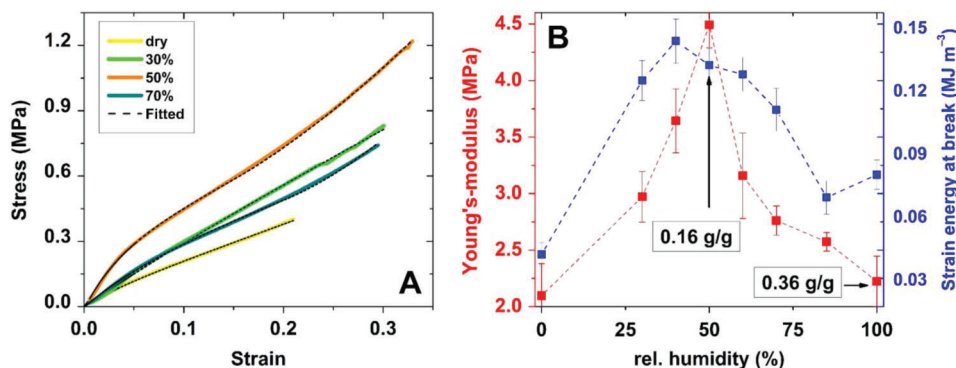 1.2
0.9
0.6
0.3
0.0
Stress (MPa)
dry
30%
50%
70%
Fitted
A
0.0 0.1 0.2 0.3
Strain
4.5
4.0
3.5
3.0
2.5
2.0
Young's-modulus (MPa)
B
0.16 g/g
0.36 g/g
0 25 50 75 100
rel. humidity (%)
0.15
0.12
0.09
0.06
0.03
Strain energy at break (MJ m⁻³)